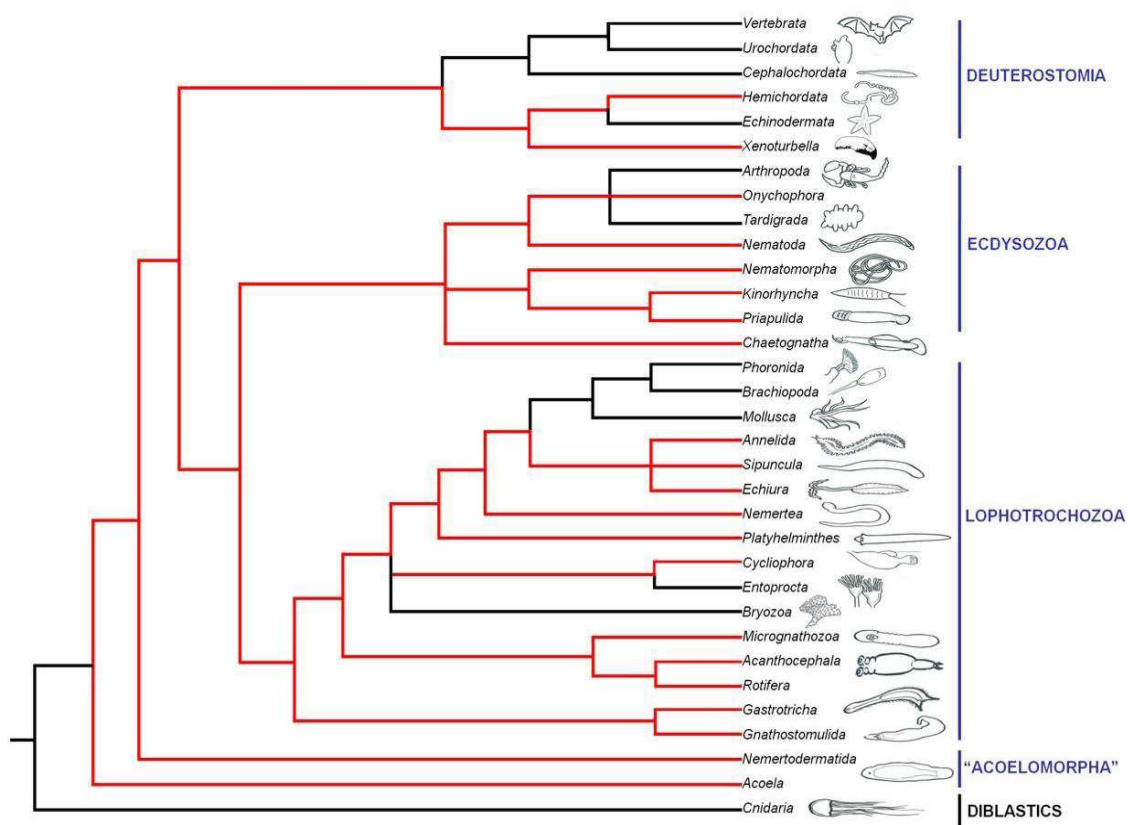 Vertebrata
Urochordata
Cephalochordata
DEUTEROSTOMIA
Hemichordata
Echinodermata
Xenoturbella
Arthropoda
Onychophora
Tardigrada
Nematoda
ECDYSOZOA
Nematomorpha
Kinorhyncha
Priapulida
Chaetognatha
Phoronida
Brachiopoda
Mollusca
Annelida
Sipuncula
Echiura
Nemertea
LOPHOTROCHOZOA
Platyhelminthes
Cycliophora
Entoprocta
Bryozoa
Micrognathozoa
Acanthocephala
Rotifera
Gastrotricha
Gnathostomulida
Nemertodermatida
"ACOELOMORPHA"
Acoela
Cnidaria
DIBLASTICS